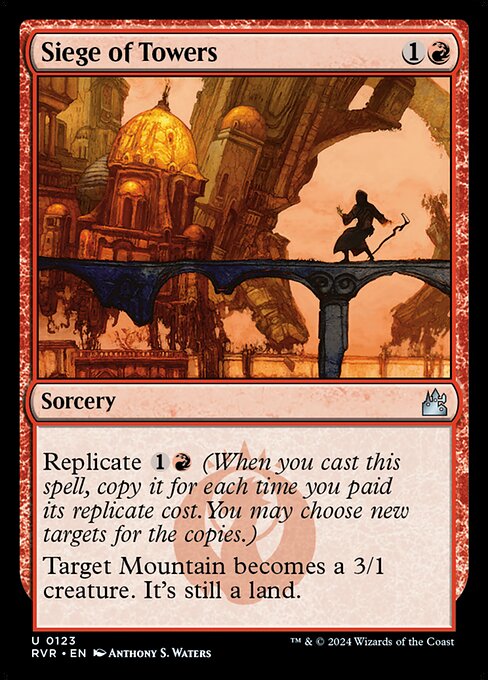 Siege of Towers 1
Sorcery
Replicate 1 (When you cast this
spell, copy it for each time you paid
its replicate cost. You may choose new
targets for the copies.)
Target Mountain becomes a 3/1
creature. It's still a land.
U 0123
RVR • EN Anthony S. Waters
™ & © 2024 Wizards of the Coast